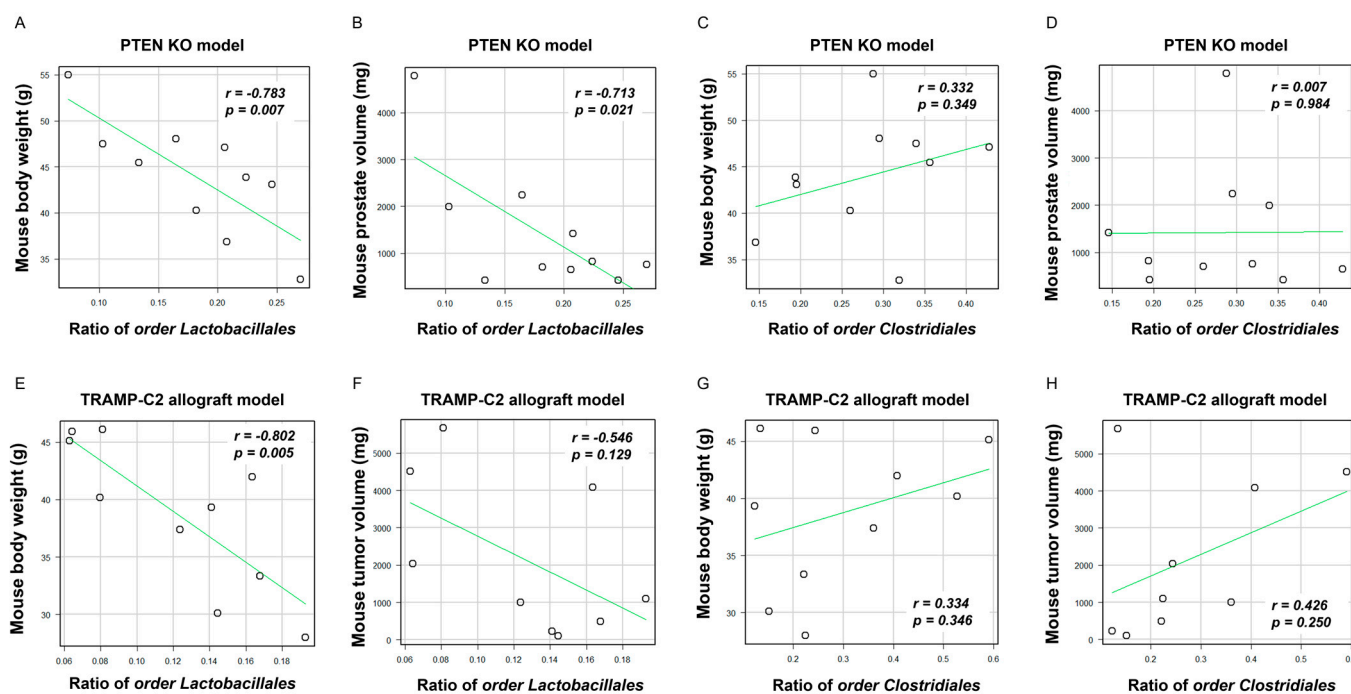 A
PTEN KO model
Mouse body weight (g)
55
50
45
40
35
r = -0.783
p = 0.007
0.10
0.15
0.20
0.25
Ratio of order Lactobacillales
B
PTEN KO model
Mouse prostate volume (mg)
4000
3000
2000
1000
r = -0.713
p = 0.021
0.10
0.15
0.20
0.25
Ratio of order Lactobacillales
C
PTEN KO model
Mouse body weight (g)
55
50
45
40
35
r = 0.332
p = 0.349
0.15
0.20
0.25
0.30
0.35
0.40
Ratio of order Clostridiales
D
PTEN KO model
Mouse prostate volume (mg)
4000
3000
2000
1000
r = 0.007
p = 0.984
0.15
0.20
0.25
0.30
0.35
0.40
Ratio of order Clostridiales
E
TRAMP-C2 allograft model
Mouse body weight (g)
45
40
35
30
r = -0.802
p = 0.005
0.06
0.08
0.10
0.12
0.14
0.16
0.18
Ratio of order Lactobacillales
F
TRAMP-C2 allograft model
Mouse tumor volume (mg)
5000
4000
3000
2000
1000
0
r = -0.546
p = 0.129
0.06
0.08
0.10
0.12
0.14
0.16
0.18
Ratio of order Lactobacillales
G
TRAMP-C2 allograft model
Mouse body weight (g)
45
40
35
30
r = 0.334
p = 0.346
0.2
0.3
0.4
0.5
0.6
Ratio of order Clostridiales
H
TRAMP-C2 allograft model
Mouse tumor volume (mg)
5000
4000
3000
2000
1000
0
r = 0.426
p = 0.250
0.1
0.2
0.3
0.4
0.5
0.6
Ratio of order Clostridiales